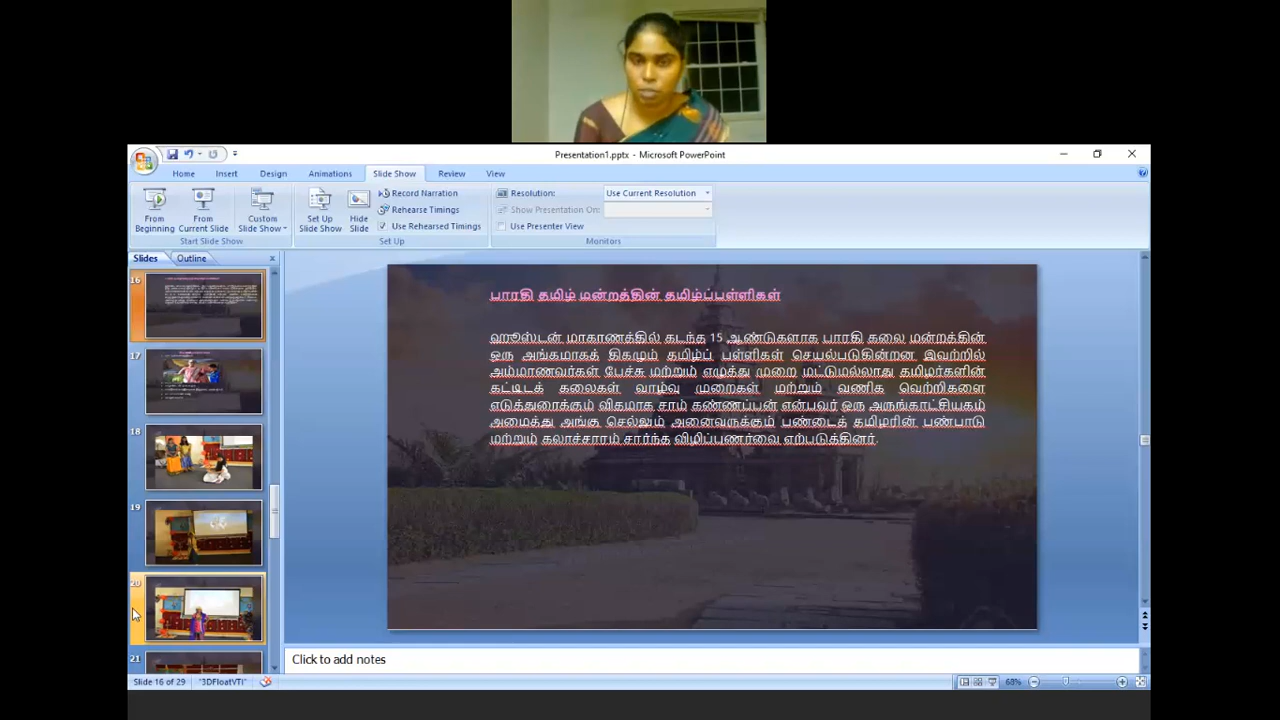 Presentation1.pptx - Microsoft PowerPoint
Home Insert Design Animations Slide Show Review View
From Beginning
From Current Slide
Custom Slide Show
Set Up Slide Show
Hide Slide
Record Narration
Rehearse Timings
Use Rehearsed Timings
Resolution: Use Current Resolution
Show Presentation On:
Use Presenter View
Start Slide Show Set Up Monitors
Slides Outline
16
17
18
19
20
21
பாரதி தமிழ் மன்றத்தின் தமிழ்ப்பள்ளிகள்
ஹூஸ்டன் மாகாணத்தில் கடந்த 15 ஆண்டுகளாக பாரதி கலை மன்றத்தின்
ஒரு அங்கமாகத் திகழும் தமிழ்ப் பள்ளிகள் செயல்படுகின்றன இவற்றில்
அம்மாணவர்கள் பேச்சு மற்றும் எழுத்து முறை மட்டுமல்லாது தமிழர்களின்
கட்டிடக் கலைகள் வாழ்வு முறைகள் மற்றும் வணிக வெற்றிகளை
எடுத்துரைக்கும் விதமாக சாம் கண்ணப்பன் என்பவர் ஒரு அருங்காட்சியகம்
அமைத்து அங்கு செல்லும் அனைவருக்கும் பண்டைத் தமிழரின் பண்பாடு
மற்றும் கலாச்சாரம் சார்ந்த விழிப்புணர்வை ஏற்படுத்தினர்.
Click to add notes
Slide 16 of 29 "3DFloatVTI" 68%